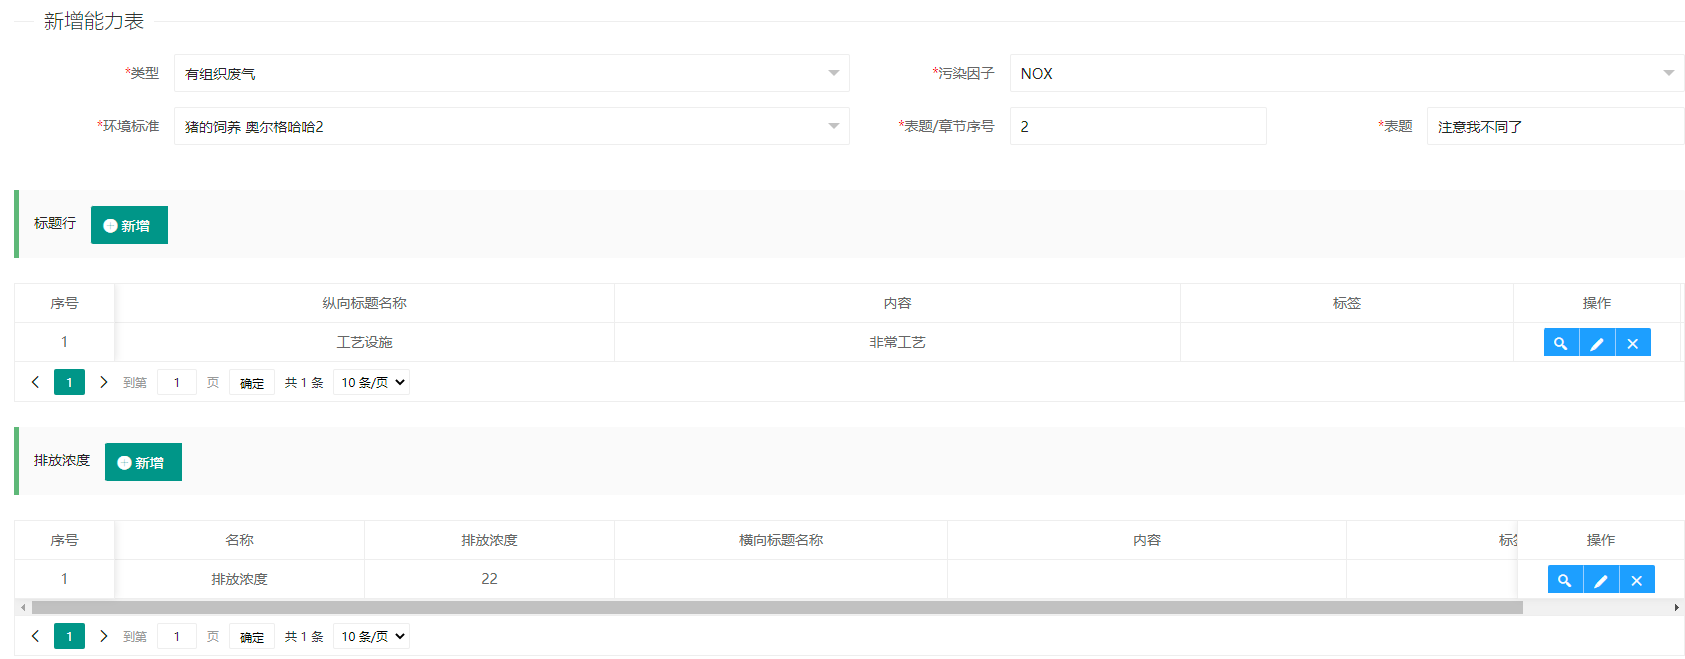 新增能力表
*类型 有组织废气 *污染因子 NOX
*环境标准 猪的饲养 奥尔格哈哈2 *表题/章节序号 2 *表题 注意我不同了
标题行 新增
序号 纵向标题名称 内容 标签 操作
1 工艺设施 非常工艺
1 到第 1 页 确定 共 1 条 10 条/页
排放浓度 新增
序号 名称 排放浓度 横向标题名称 内容 标 操作
1 排放浓度 22
1 到第 1 页 确定 共 1 条 10 条/页